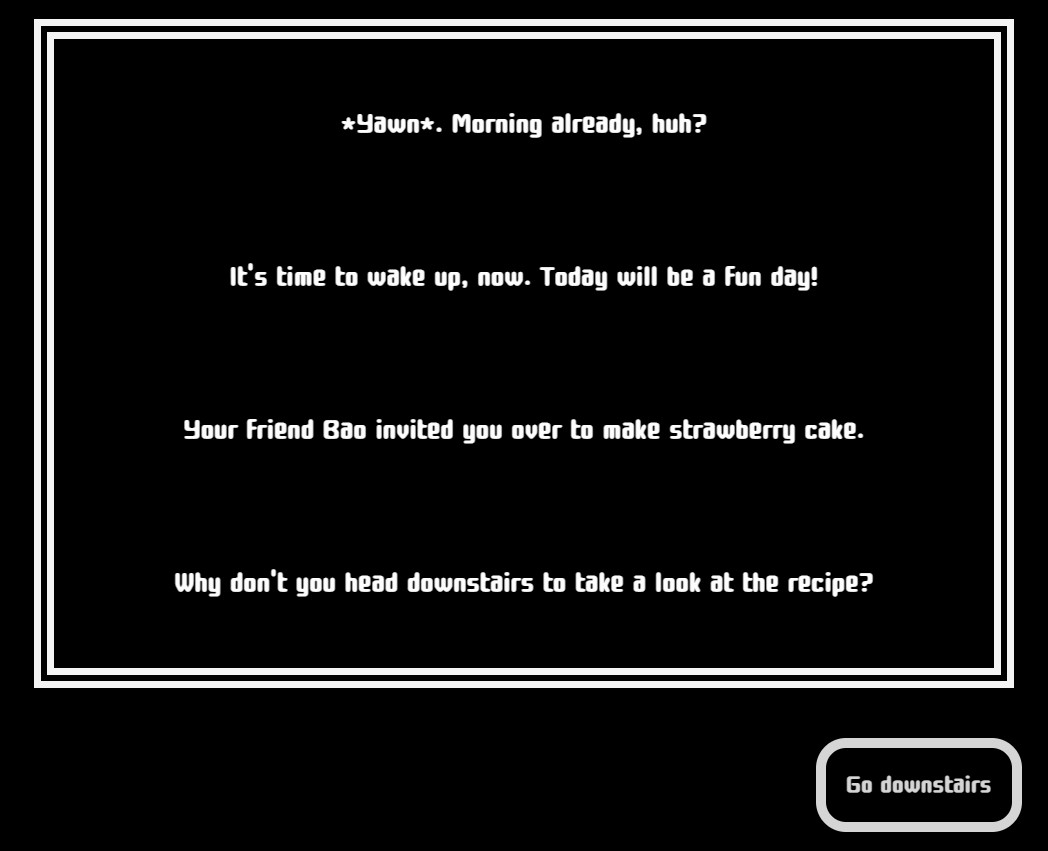 *Yawn*. Morning already, huh?
It's time to wake up, now. Today will be a fun day!
Your friend Bao invited you over to make strawberry cake.
Why don't you head downstairs to take a look at the recipe?
Go downstairs